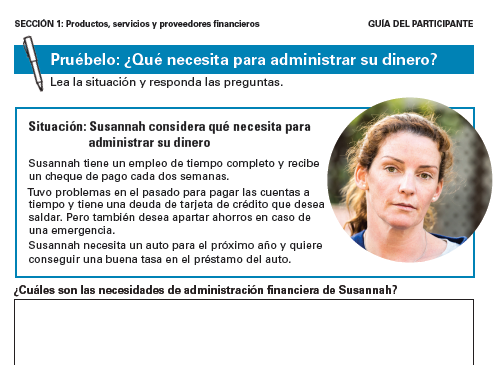 SECCIÓN 1: Productos, servicios y proveedores financieros GUÍA DEL PARTICIPANTE
Pruébelo: ¿Qué necesita para administrar su dinero?
Lea la situación y responda las preguntas.
Situación: Susannah considera qué necesita para
administrar su dinero
Susannah tiene un empleo de tiempo completo y recibe
un cheque de pago cada dos semanas.
Tuvo problemas en el pasado para pagar las cuentas a
tiempo y tiene una deuda de tarjeta de crédito que desea
saldar. Pero también desea apartar ahorros en caso de
una emergencia.
Susannah necesita un auto para el próximo año y quiere
conseguir una buena tasa en el préstamo del auto.
¿Cuáles son las necesidades de administración financiera de Susannah?